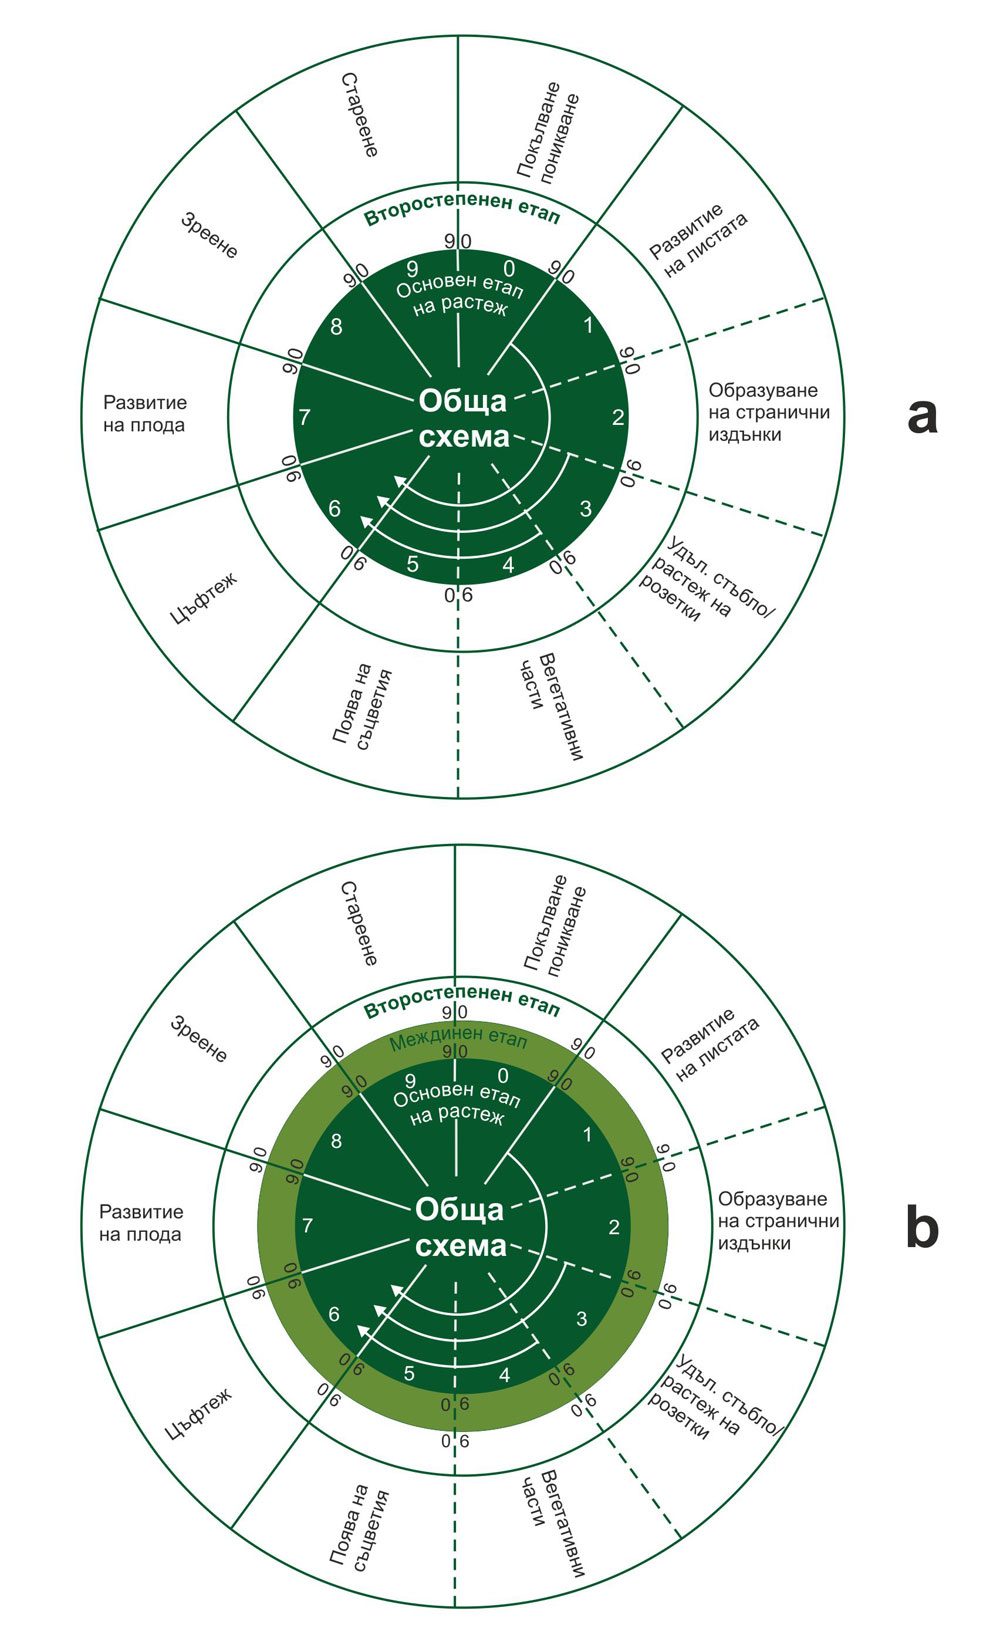 Стареене
Покълване
поникване
Зреене
Развитие
на листата
Второстепенен етап
9 0
9 0
9 0
9
0
Основен етап
на растеж
8
1
9 0
9 0
Развитие
на плода
7
Обща
схема
2
Образуване
на странични
издънки
a
9 0
9 0
6
3
Удъл. стъбло/
растеж на
розетки
Цъфтеж
5
4
9 0
9 0
9 0
Поява на
съцветия
Вегетативни
части
Стареене
Покълване
поникване
Зреене
Развитие
на листата
Второстепенен етап
9 0
9 0
9 0
Междинен етап
9 0
9 0
9 0
9
0
Основен етап
на растеж
8
1
9 0
9 0
9 0
9 0
Развитие
на плода
7
Обща
схема
2
Образуване
на странични
издънки
b
9 0
9 0
9 0
9 0
6
3
Удъл. стъбло/
растеж на
розетки
Цъфтеж
5
4
9 0
9 0
9 0
9 0
9 0
9 0
Поява на
съцветия
Вегетативни
части